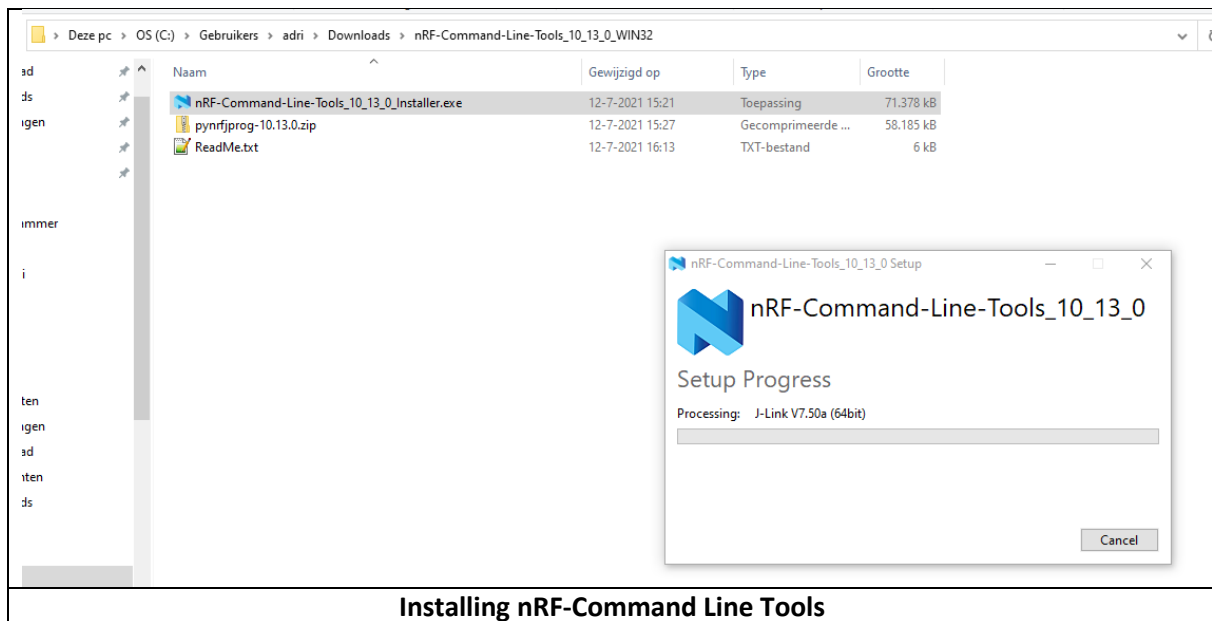 Deze pc > OS (C:) > Gebruikers > adri > Downloads > nRF-Command-Line-Tools_10_13_0_WIN32
Naam Gewijzigd op Type Grootte
nRF-Command-Line-Tools_10_13_0_Installer.exe 12-7-2021 15:21 Toepassing 71.378 kB
pynrfjprog-10.13.0.zip 12-7-2021 15:27 Gecomprimeerde ... 58.185 kB
ReadMe.txt 12-7-2021 16:13 TXT-bestand 6 kB
ad
ds
igen
ammer
i
ten
igen
ad
nten
ds
nRF-Command-Line-Tools_10_13_0 Setup
nRF-Command-Line-Tools_10_13_0
Setup Progress
Processing: J-Link V7.50a (64bit)
Cancel
Installing nRF-Command Line Tools